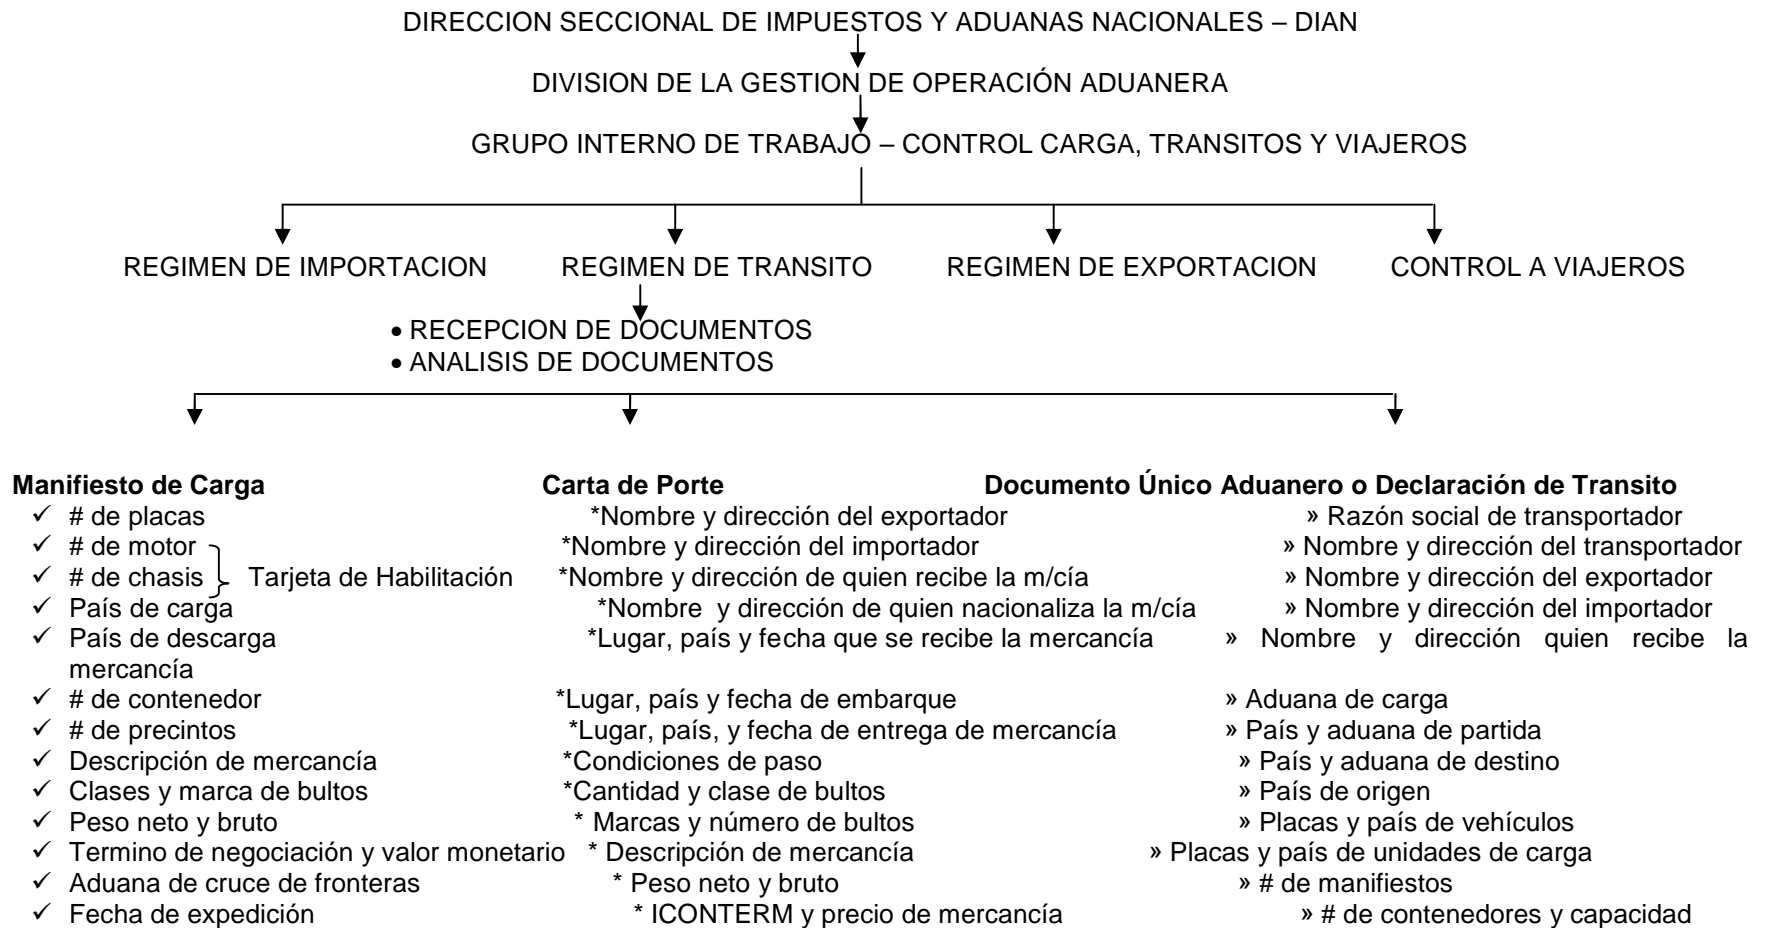 DIRECCION SECCIONAL DE IMPUESTOS Y ADUANAS NACIONALES – DIAN
DIVISION DE LA GESTION DE OPERACIÓN ADUANERA
GRUPO INTERNO DE TRABAJO – CONTROL CARGA, TRANSITOS Y VIAJEROS
REGIMEN DE IMPORTACION REGIMEN DE TRANSITO REGIMEN DE EXPORTACION CONTROL A VIAJEROS
• RECEPCION DE DOCUMENTOS
• ANALISIS DE DOCUMENTOS
Manifiesto de Carga Carta de Porte Documento Único Aduanero o Declaración de Transito
✓ # de placas *Nombre y dirección del exportador » Razón social de transportador
✓ # de motor *Nombre y dirección del importador » Nombre y dirección del transportador
✓ # de chasis Tarjeta de Habilitación *Nombre y dirección de quien recibe la m/cía » Nombre y dirección del exportador
✓ País de carga *Nombre y dirección de quien nacionaliza la m/cía » Nombre y dirección del importador
✓ País de descarga *Lugar, país y fecha que se recibe la mercancía » Nombre y dirección quien recibe la
mercancía
✓ # de contenedor *Lugar, país y fecha de embarque » Aduana de carga
✓ # de precintos *Lugar, país, y fecha de entrega de mercancía » País y aduana de partida
✓ Descripción de mercancía *Condiciones de paso » País y aduana de destino
✓ Clases y marca de bultos *Cantidad y clase de bultos » País de origen
✓ Peso neto y bruto * Marcas y número de bultos » Placas y país de vehículos
✓ Termino de negociación y valor monetario * Descripción de mercancía » Placas y país de unidades de carga
✓ Aduana de cruce de fronteras * Peso neto y bruto » # de manifiestos
✓ Fecha de expedición * ICONTERM y precio de mercancía » # de contenedores y capacidad